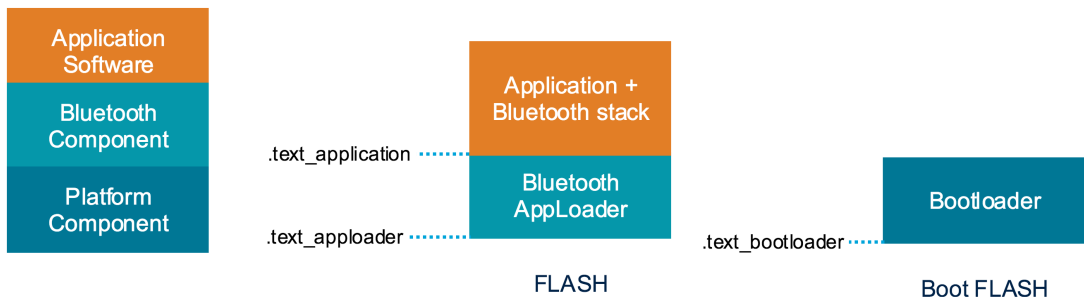 Application
Software
Bluetooth
Component
Platform
Component
Application +
Bluetooth stack
.text_application
Bluetooth
AppLoader
.text_apploader
FLASH
Bootloader
.text_bootloader
Boot FLASH